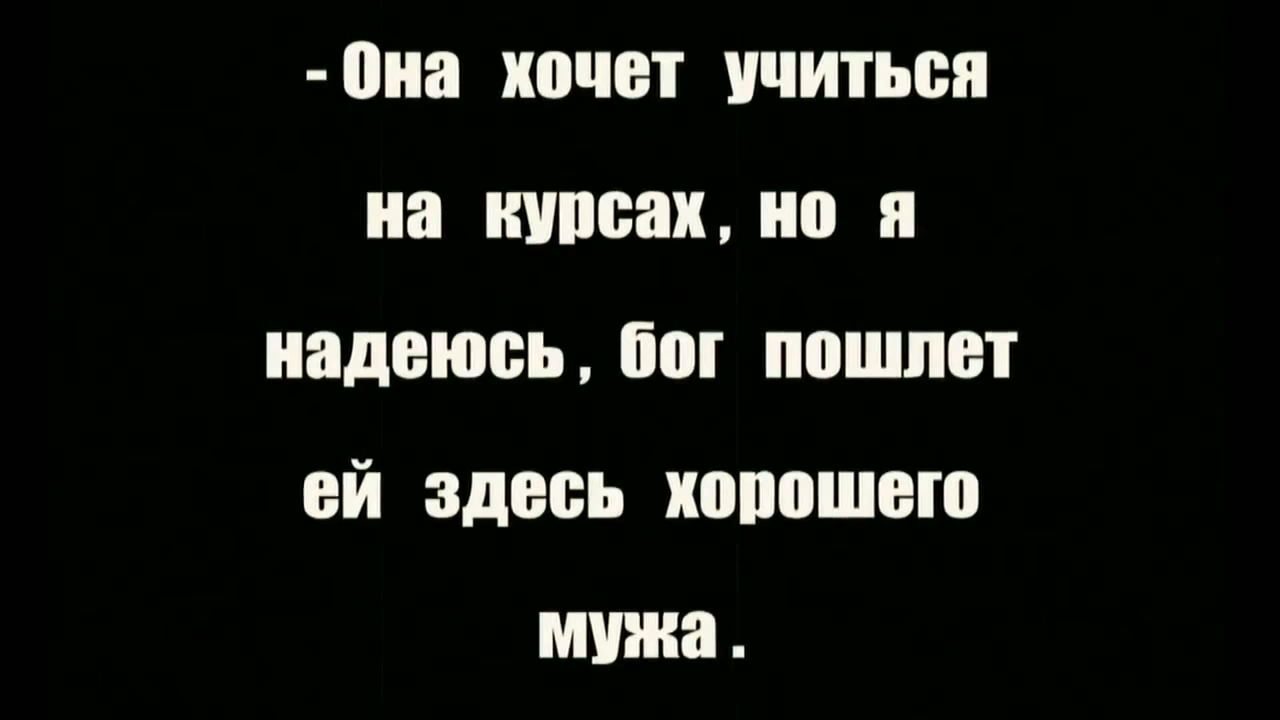 - Она хочет учиться
на курсах, но я
надеюсь, бог пошлет
ей здесь хорошего
мужа.